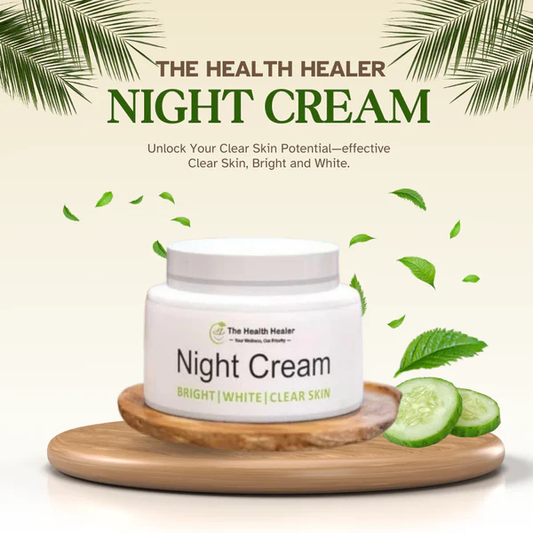 THE HEALTH HEALER
NIGHT CREAM
Unlock Your Clear Skin Potential—effective
Clear Skin, Bright and White.
The Health Healer
— Your Wellness, Our Priority —
Night Cream
BRIGHT|WHITE|CLEAR SKIN